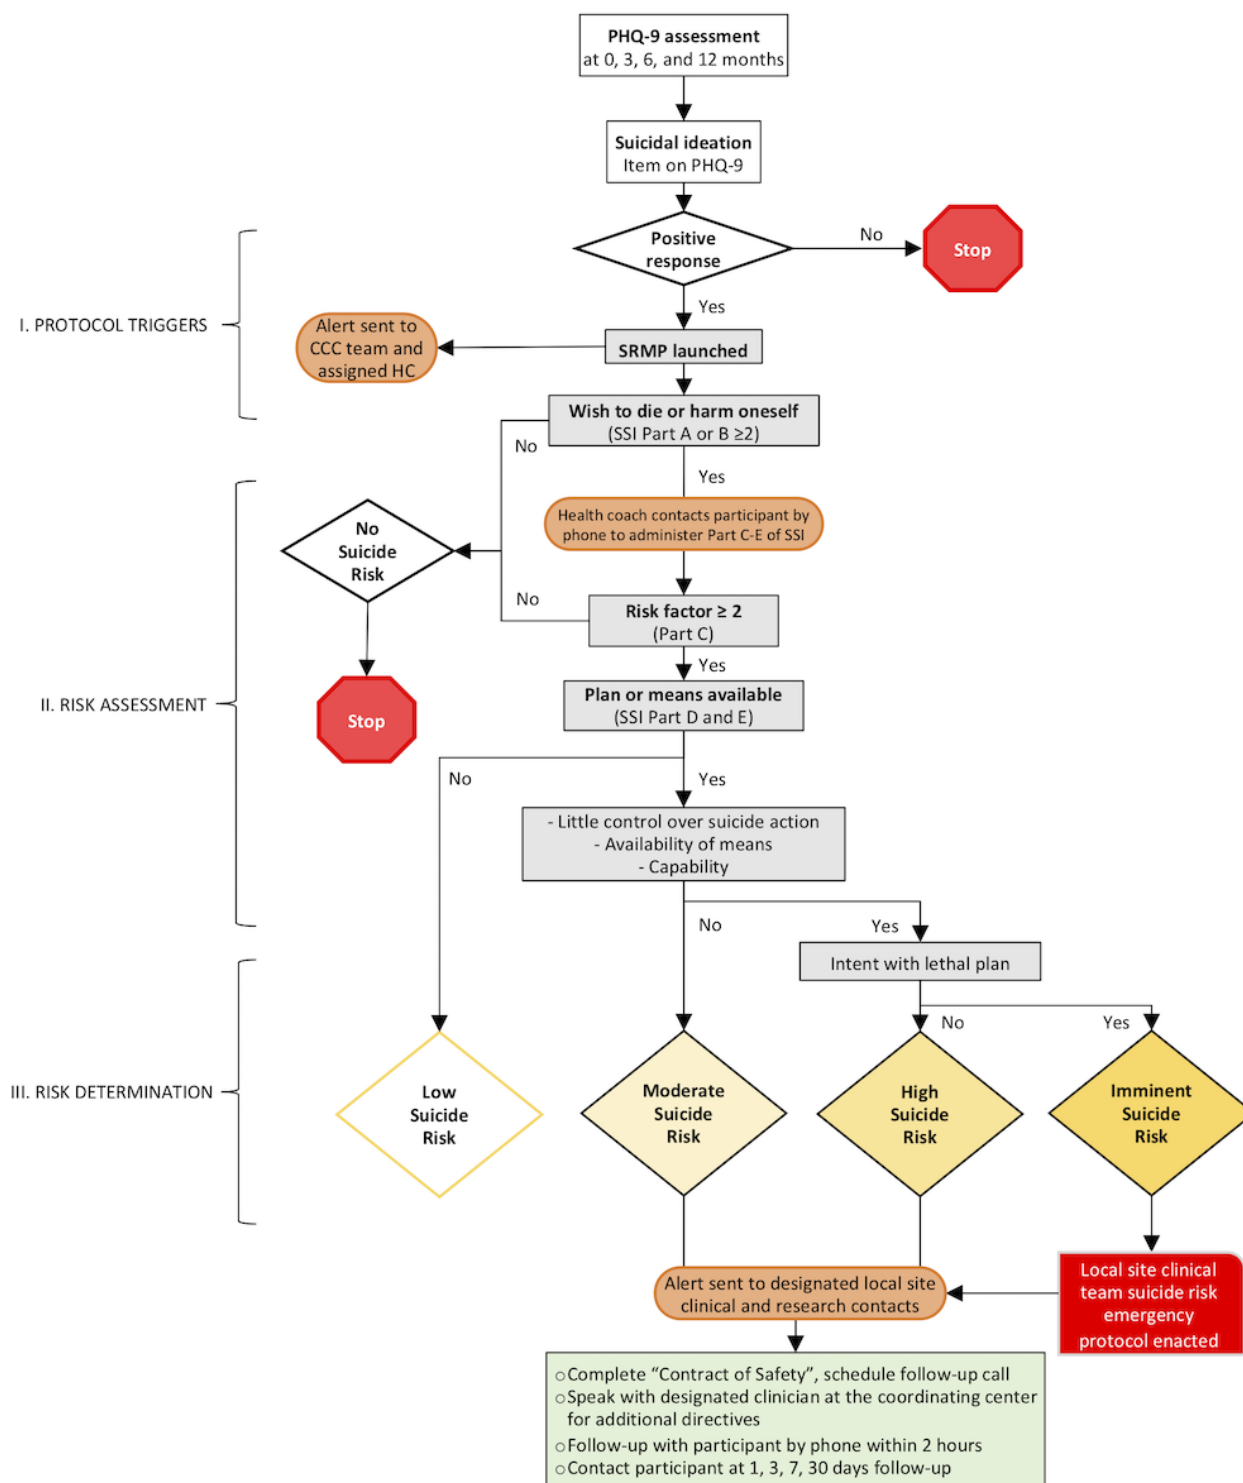 PHQ-9 assessment
at 0, 3, 6, and 12 months
Suicidal ideation
Item on PHQ-9
Positive
response
No
Stop
Yes
I. PROTOCOL TRIGGERS
Alert sent to
CCC team and
assigned HC
SRMP launched
Wish to die or harm oneself
(SSI Part A or B ≥2)
No
Yes
Health coach contacts participant by
phone to administer Part C-E of SSI
No
Suicide
Risk
No
Risk factor ≥ 2
(Part C)
Yes
II. RISK ASSESSMENT
Stop
Plan or means available
(SSI Part D and E)
No
Yes
- Little control over suicide action
- Availability of means
- Capability
No
Yes
Intent with lethal plan
No
Yes
III. RISK DETERMINATION
Low
Suicide
Risk
Moderate
Suicide
Risk
High
Suicide
Risk
Imminent
Suicide
Risk
Alert sent to designated local site
clinical and research contacts
Local site clinical
team suicide risk
emergency
protocol enacted
○ Complete “Contract of Safety”, schedule follow-up call
○ Speak with designated clinician at the coordinating center
for additional directives
○ Follow-up with participant by phone within 2 hours
○ Contact participant at 1, 3, 7, 30 days follow-up